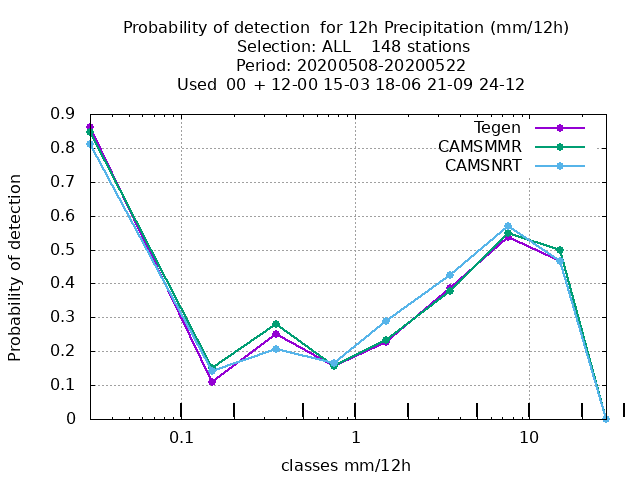 Probability of detection  for 12h Precipitation (mm/12h)
Selection: ALL    148 stations
Period: 20200508-20200522
Used  00 + 12-00 15-03 18-06 21-09 24-12
Tegen
CAMSMMR
CAMSNRT
0.9
0.8
0.7
0.6
0.5
0.4
0.3
0.2
0.1
0
Probability of detection
0.1
1
10
classes mm/12h